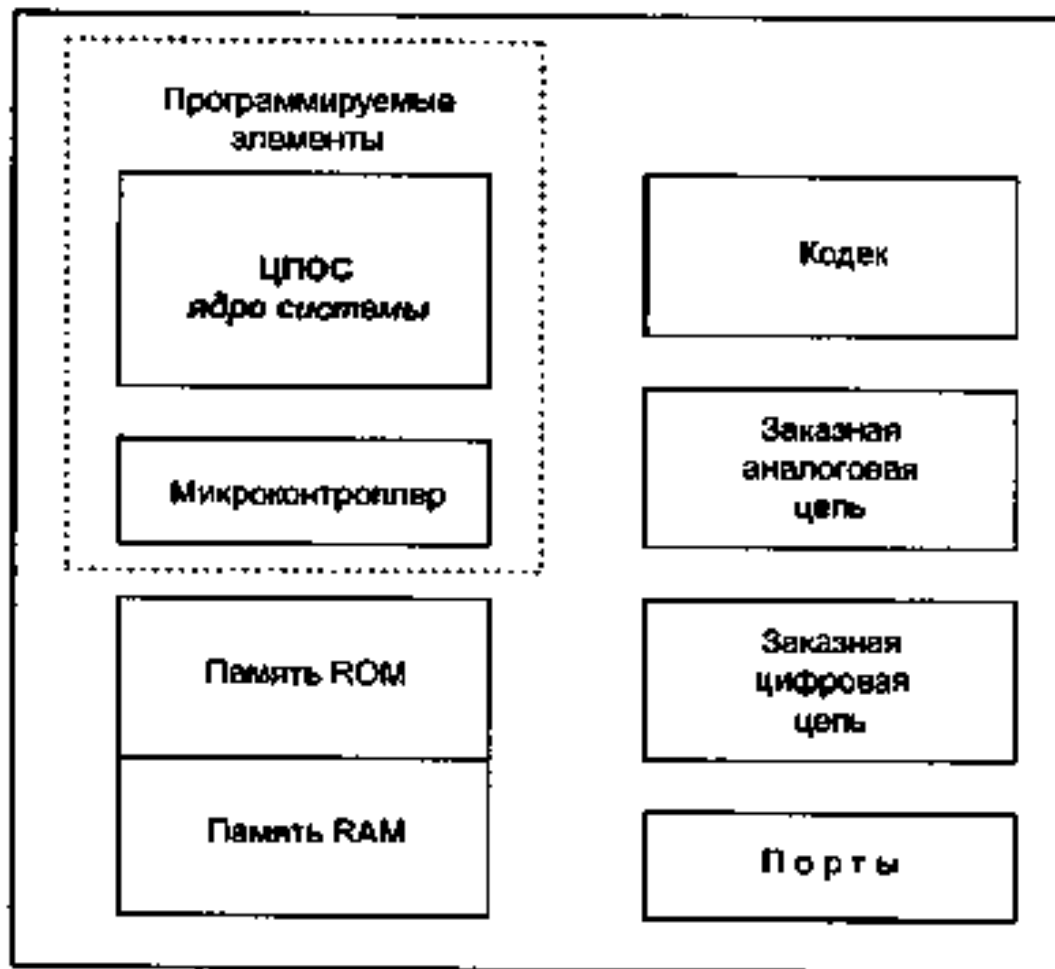 Программируемые
элементы
ЦПОС
ядро системы
Микроконтроллер
Память ROM
Память RAM
Кодек
Заказная
аналоговая
цепь
Заказная
цифровая
цепь
Порты